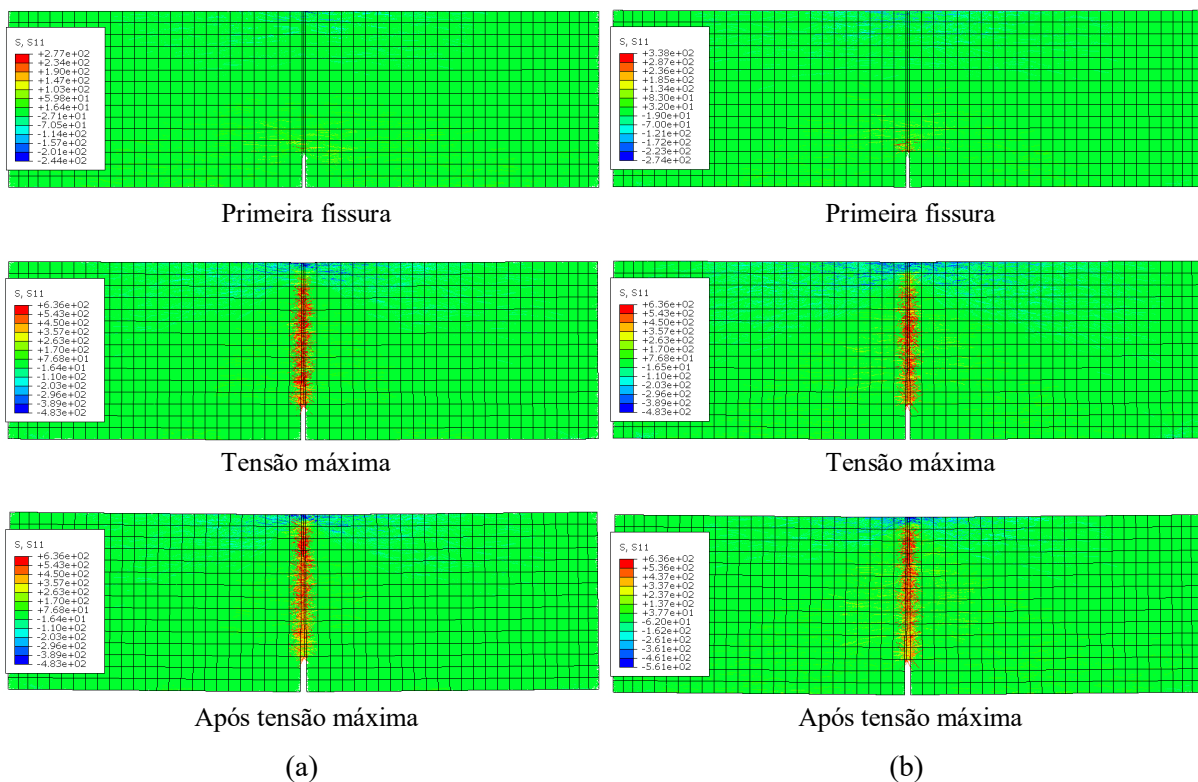 S, S11
+2.77e+02
+2.34e+02
+1.90e+02
+1.47e+02
+1.03e+02
+5.98e+01
+1.64e+01
-2.71e+01
-7.05e+01
-1.14e+02
-1.57e+02
-2.01e+02
-2.44e+02
Primeira fissura
S, S11
+3.38e+02
+2.87e+02
+2.36e+02
+1.85e+02
+1.34e+02
+8.30e+01
+3.20e+01
-1.90e+01
-7.00e+01
-1.21e+02
-1.72e+02
-2.23e+02
-2.74e+02
Primeira fissura
S, S11
+6.36e+02
+5.43e+02
+4.50e+02
+3.57e+02
+2.63e+02
+1.70e+02
+7.68e+01
-1.64e+01
-1.10e+02
-2.03e+02
-2.96e+02
-3.89e+02
-4.83e+02
Tensão máxima
S, S11
+6.36e+02
+5.43e+02
+4.50e+02
+3.57e+02
+2.63e+02
+1.70e+02
+7.68e+01
-1.65e+01
-1.10e+02
-2.03e+02
-2.96e+02
-3.89e+02
-4.83e+02
Tensão máxima
S, S11
+6.36e+02
+5.43e+02
+4.50e+02
+3.57e+02
+2.63e+02
+1.70e+02
+7.68e+01
-1.64e+01
-1.10e+02
-2.03e+02
-2.96e+02
-3.89e+02
-4.83e+02
Após tensão máxima
S, S11
+6.36e+02
+5.36e+02
+4.37e+02
+3.37e+02
+2.37e+02
+1.37e+02
+3.77e+01
-6.20e+01
-1.62e+02
-2.61e+02
-3.61e+02
-4.61e+02
-5.61e+02
Após tensão máxima
(a)
(b)